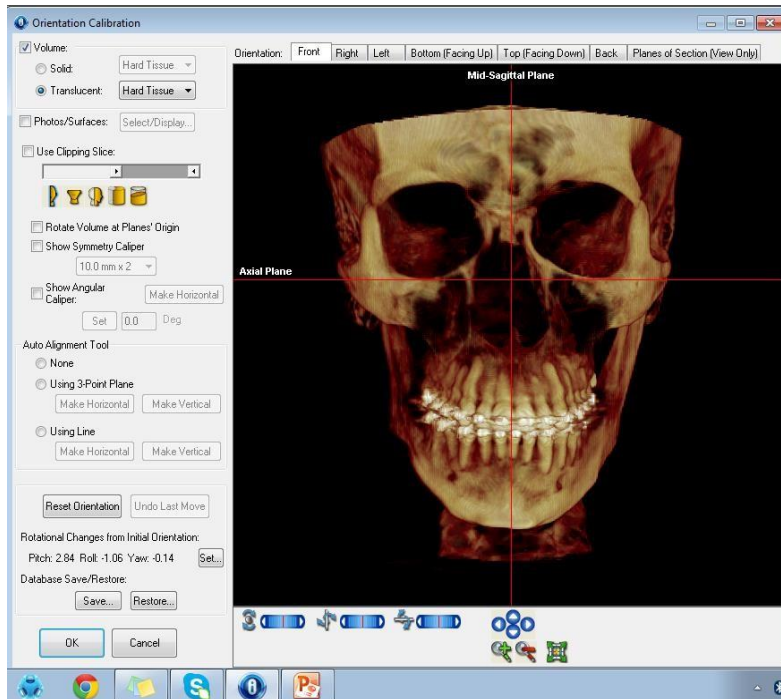 Orientation Calibration
Volume:
Solid: Hard Tissue
Translucent: Hard Tissue
Photos/Surfaces: Select/Display...
Use Clipping Slice:
Rotate Volume at Planes' Origin
Show Symmetry Caliper
10.0 mm x 2
Show Angular Caliper: Make Horizontal
Set 0.0 Deg
Auto Alignment Tool
None
Using 3-Point Plane
Make Horizontal Make Vertical
Using Line
Make Horizontal Make Vertical
Reset Orientation Undo Last Move
Rotational Changes from Initial Orientation:
Pitch: 2.84 Roll: -1.06 Yaw: -0.14 Set...
Database Save/Restore:
Save... Restore...
OK Cancel
Orientation: Front Right Left Bottom (Facing Up) Top (Facing Down) Back Planes of Section (View Only)
Mid-Sagittal Plane
Axial Plane